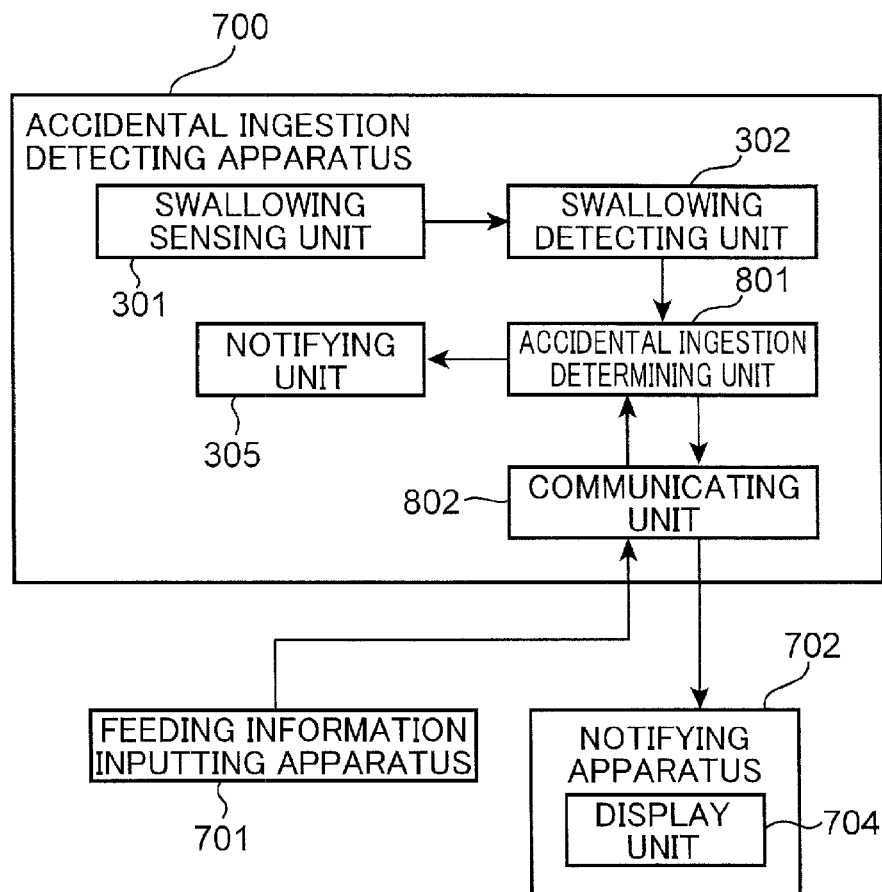 700
ACCIDENTAL INGESTION
DETECTING APPARATUS
302
SWALLOWING
SENSING UNIT
SWALLOWING
DETECTING UNIT
301
801
NOTIFYING
UNIT
ACCIDENTAL INGESTION
DETERMINING UNIT
305
802
COMMUNICATING
UNIT
702
FEEDING INFORMATION
INPUTTING APPARATUS
701
NOTIFYING
APPARATUS
DISPLAY
UNIT
704